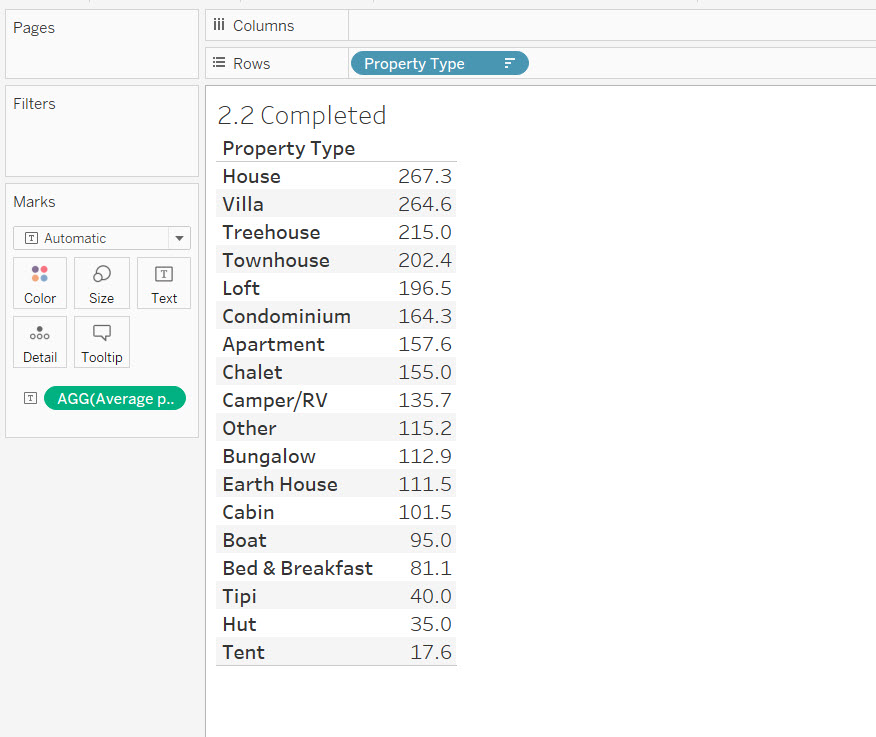 Pages
Columns
Rows
Property Type
Filters
Marks
T Automatic
Color
Size
T
Text
Detail
Tooltip
T AGG(Average p..
2.2 Completed
Property Type
House 267.3
Villa 264.6
Treehouse 215.0
Townhouse 202.4
Loft 196.5
Condominium 164.3
Apartment 157.6
Chalet 155.0
Camper/RV 135.7
Other 115.2
Bungalow 112.9
Earth House 111.5
Cabin 101.5
Boat 95.0
Bed & Breakfast 81.1
Tipi 40.0
Hut 35.0
Tent 17.6